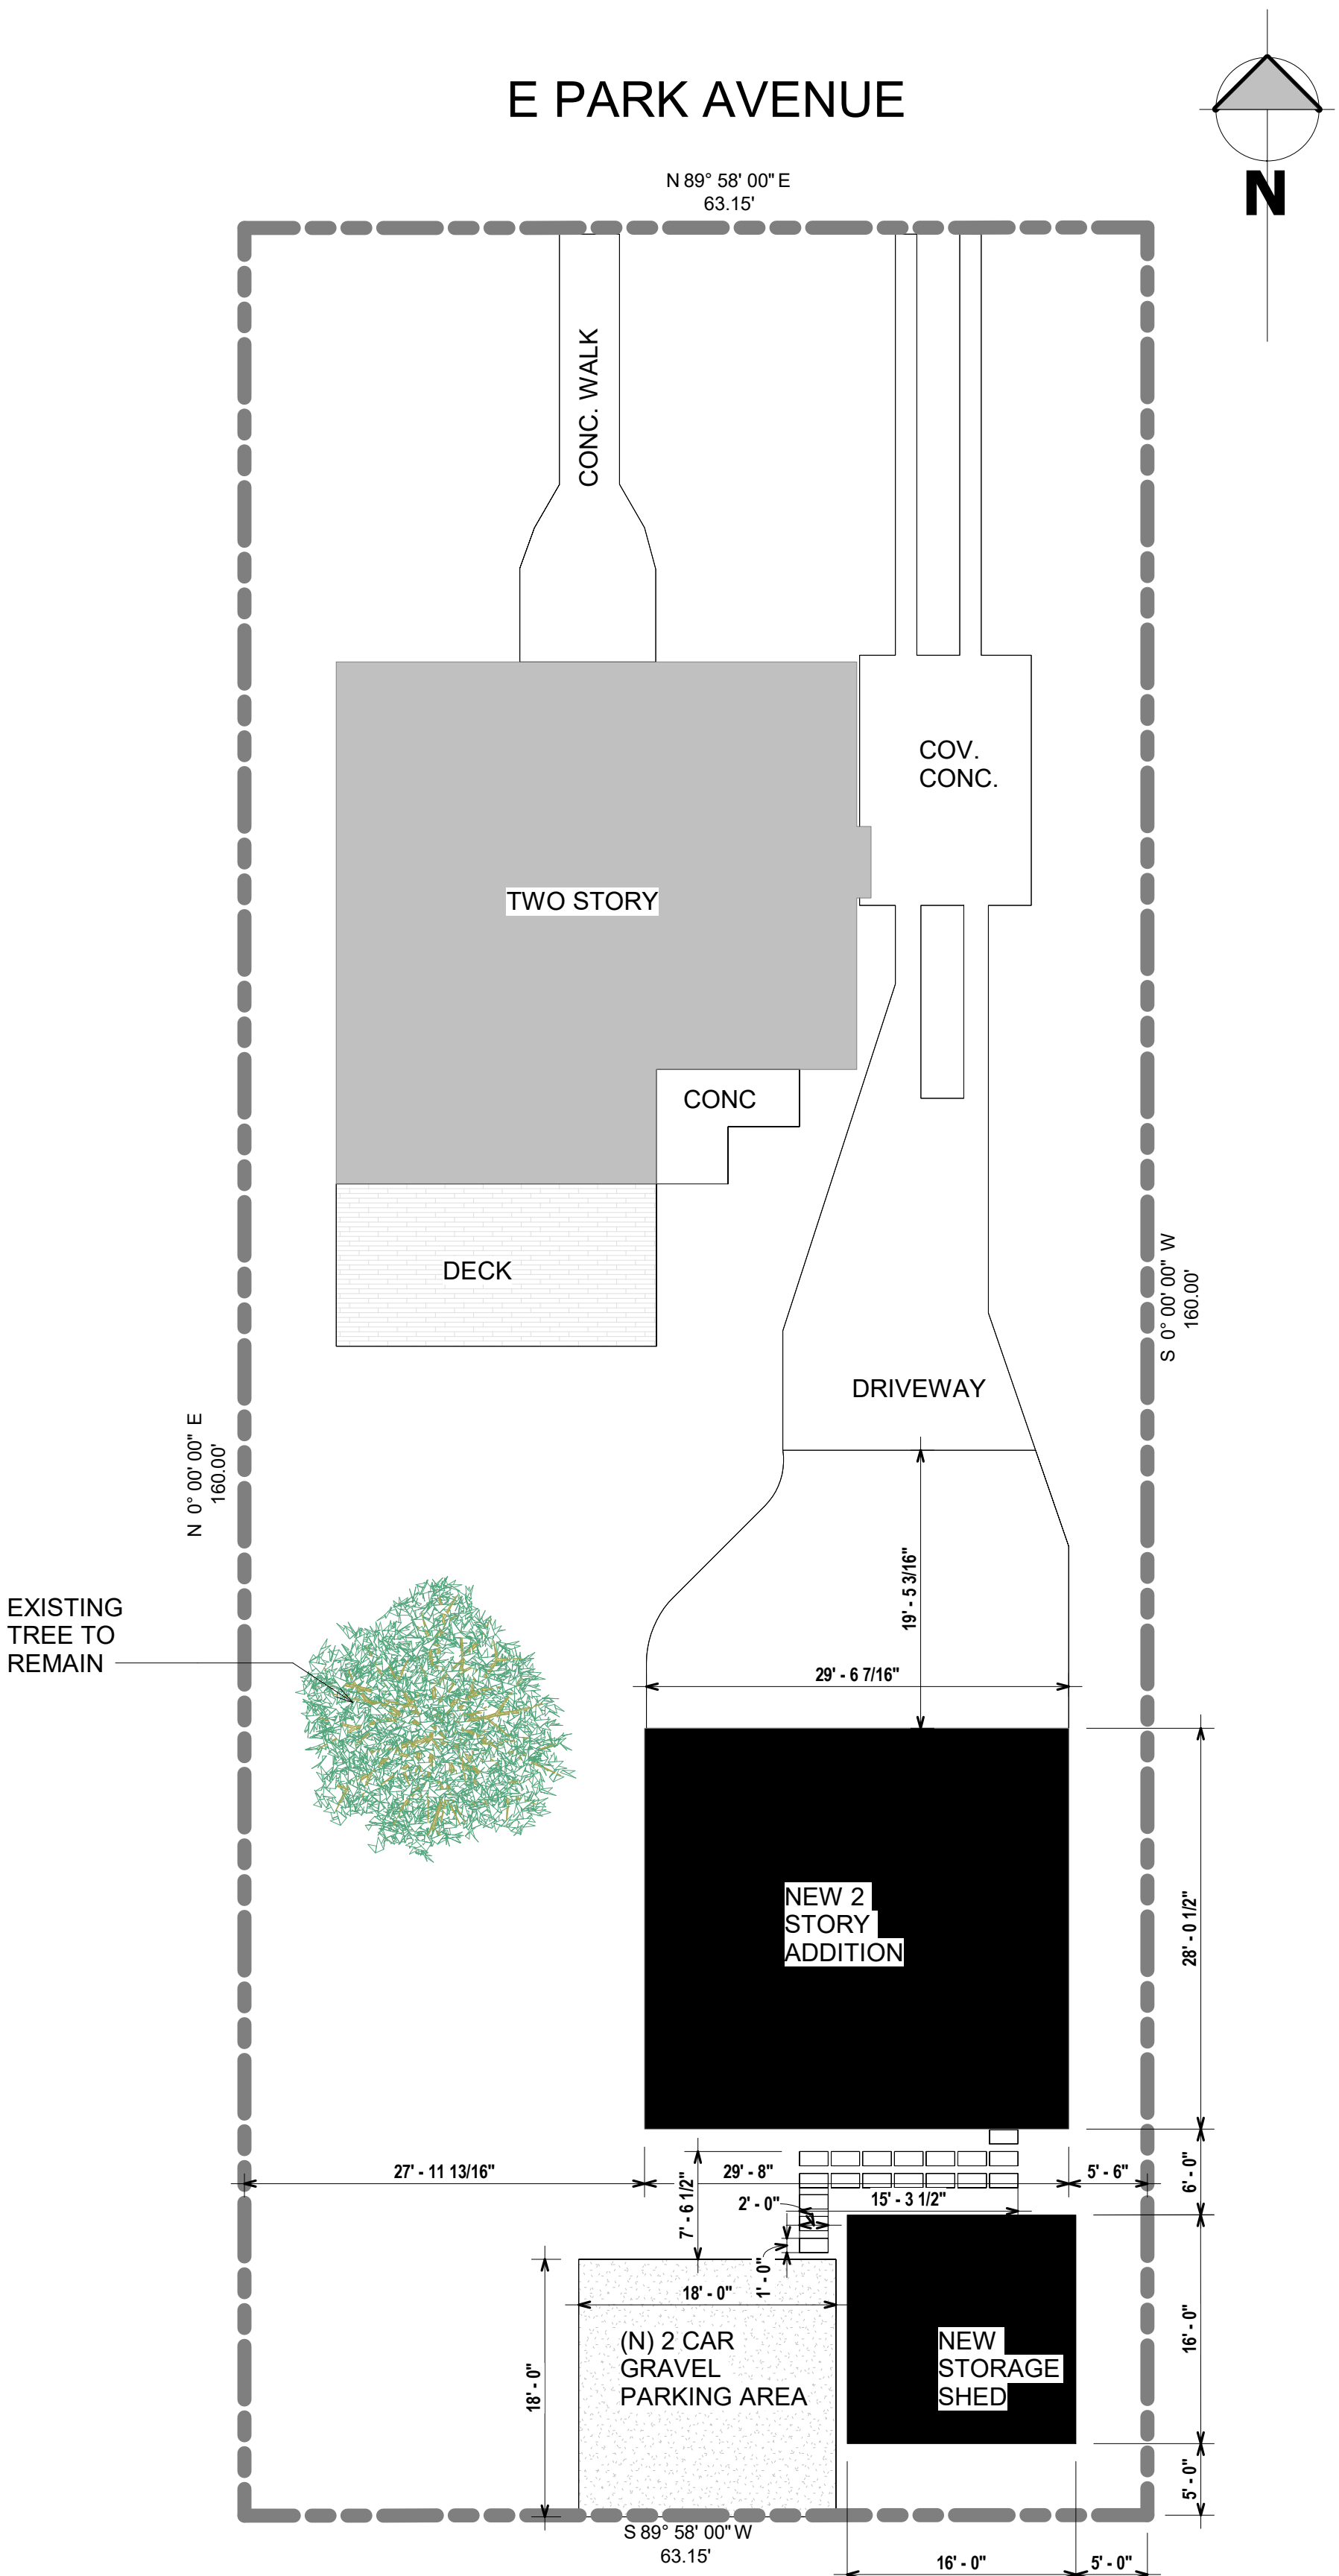 E PARK AVENUE
N
N 89° 58' 00" E
63.15'
CONC. WALK
COV.
CONC.
TWO STORY
CONC
DECK
S 0° 00' 00" W
160.00'
DRIVEWAY
N 0° 00' 00" E
160.00'
19' - 5 3/16"
EXISTING
TREE TO
REMAIN
29' - 6 7/16"
NEW 2
STORY
ADDITION
28' - 0 1/2"
27' - 11 13/16"
29' - 8"
5' - 6"
6' - 0"
7' - 6 1/2"
2' - 0"
15' - 3 1/2"
1' - 0"
18' - 0"
18' - 0"
(N) 2 CAR
GRAVEL
PARKING AREA
NEW
STORAGE
SHED
16' - 0"
5' - 0"
S 89° 58' 00" W
63.15'
16' - 0"
5' - 0"